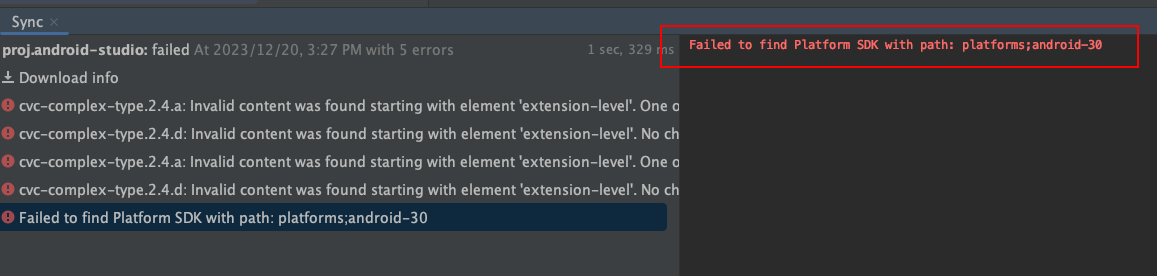 Sync ×
proj.android-studio: failed At 2023/12/20, 3:27 PM with 5 errors 1 sec, 329 ms
Download info
cvc-complex-type.2.4.a: Invalid content was found starting with element 'extension-level'. One o
cvc-complex-type.2.4.d: Invalid content was found starting with element 'extension-level'. No ch
cvc-complex-type.2.4.a: Invalid content was found starting with element 'extension-level'. One o
cvc-complex-type.2.4.d: Invalid content was found starting with element 'extension-level'. No ch
Failed to find Platform SDK with path: platforms;android-30
Failed to find Platform SDK with path: platforms;android-30